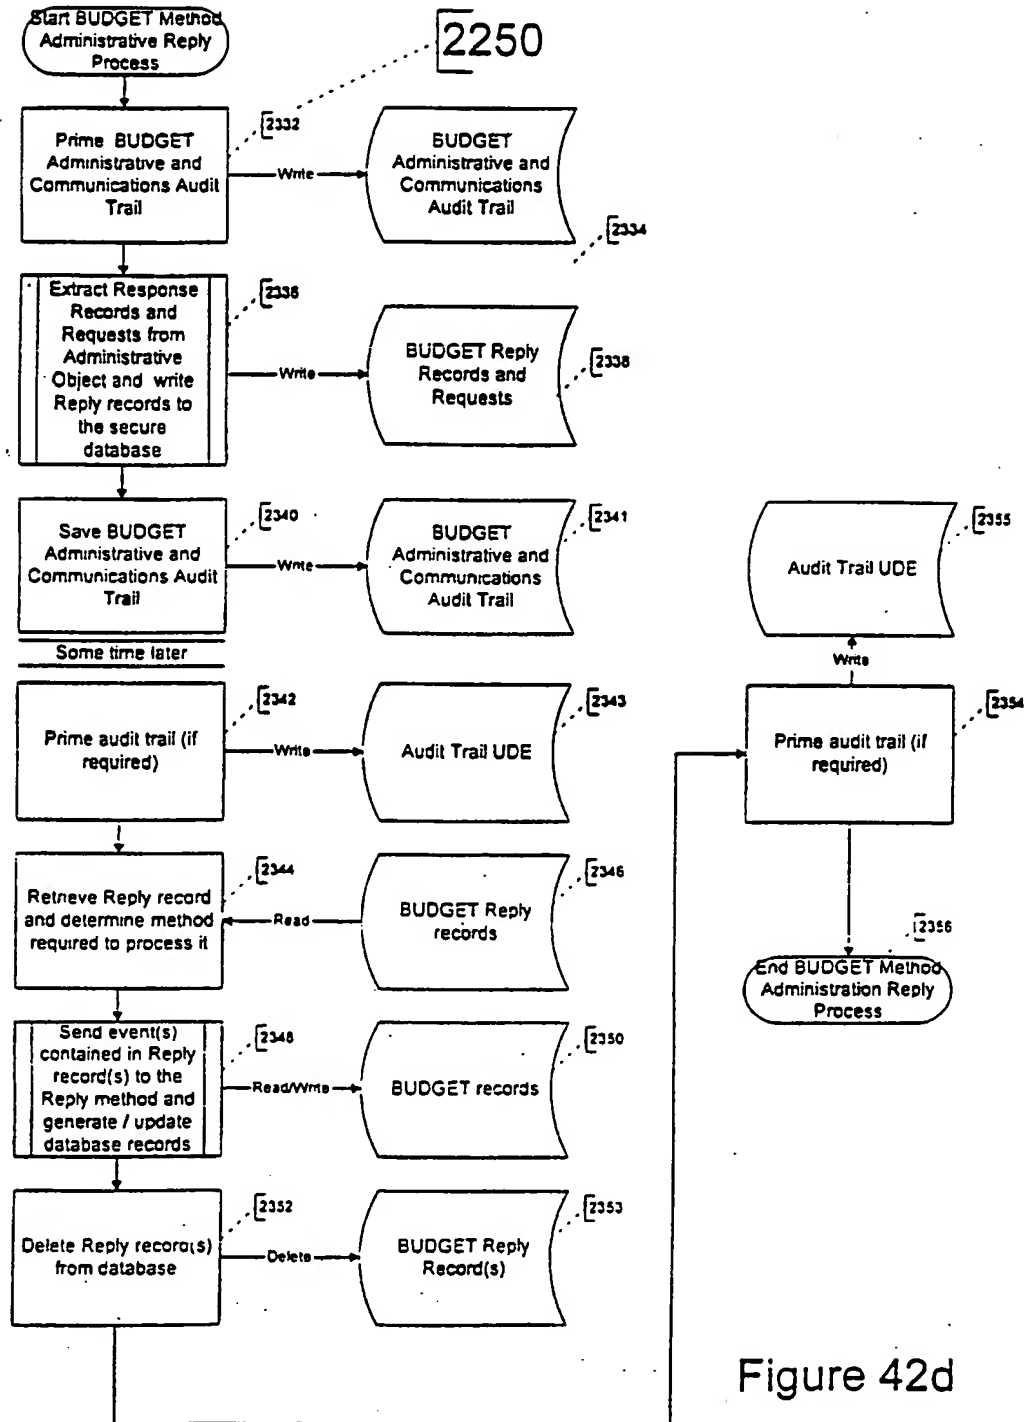 Start BUDGET Method
Administrative Reply
Process
2250
Prime BUDGET
Administrative and
Communications Audit
Trail
2332
Write
BUDGET
Administrative and
Communications
Audit Trail
2334
Extract Response
Records and
Requests from
Administrative
Object and write
Reply records to
the secure
database
2336
Write
BUDGET Reply
Records and
Requests
2338
Save BUDGET
Administrative and
Communications Audit
Trail
2340
Write
BUDGET
Administrative and
Communications
Audit Trail
2341
Some time later
Prime audit trail (if
required)
2342
Write
Audit Trail UDE
2343
Retrieve Reply record
and determine method
required to process it
2344
Read
BUDGET Reply
records
2346
Send event(s)
contained in Reply
record(s) to the
Reply method and
generate / update
database records
2348
Read/Write
BUDGET records
2350
Delete Reply record(s)
from database
2352
Delete
BUDGET Reply
Record(s)
2353
Audit Trail UDE
2355
Write
Prime audit trail (if
required)
2354
2356
End BUDGET Method
Administration Reply
Process
Figure 42d